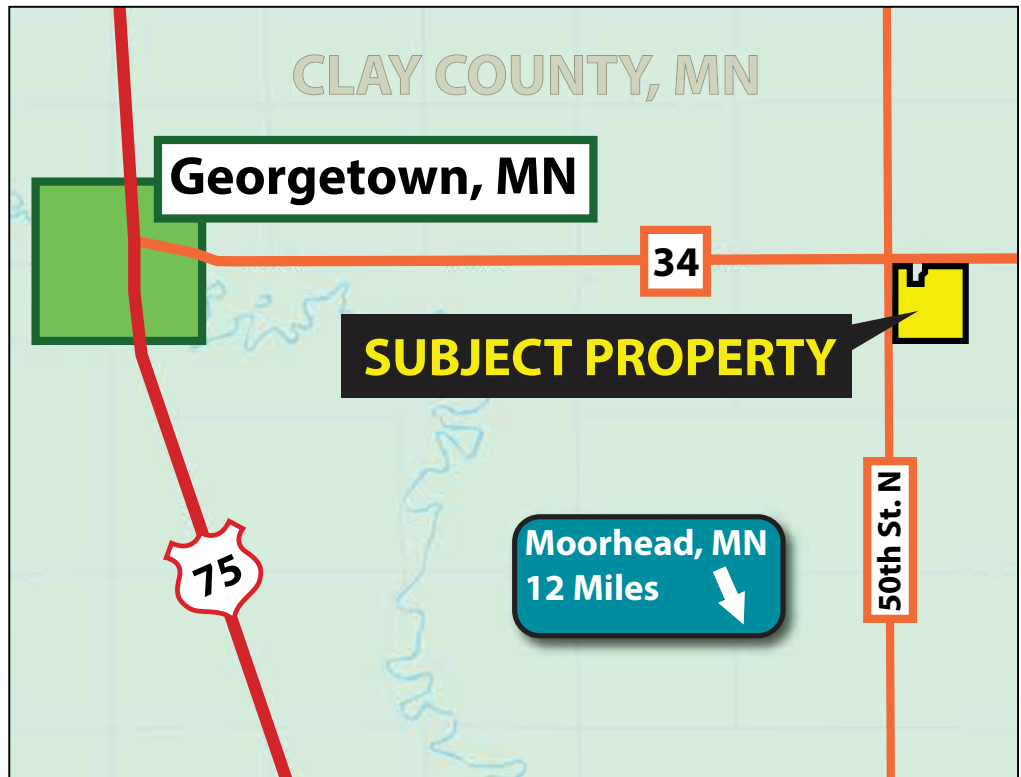 CLAY COUNTY, MN
Georgetown, MN
34
SUBJECT PROPERTY
50th St. N
Moorhead, MN
12 Miles
75